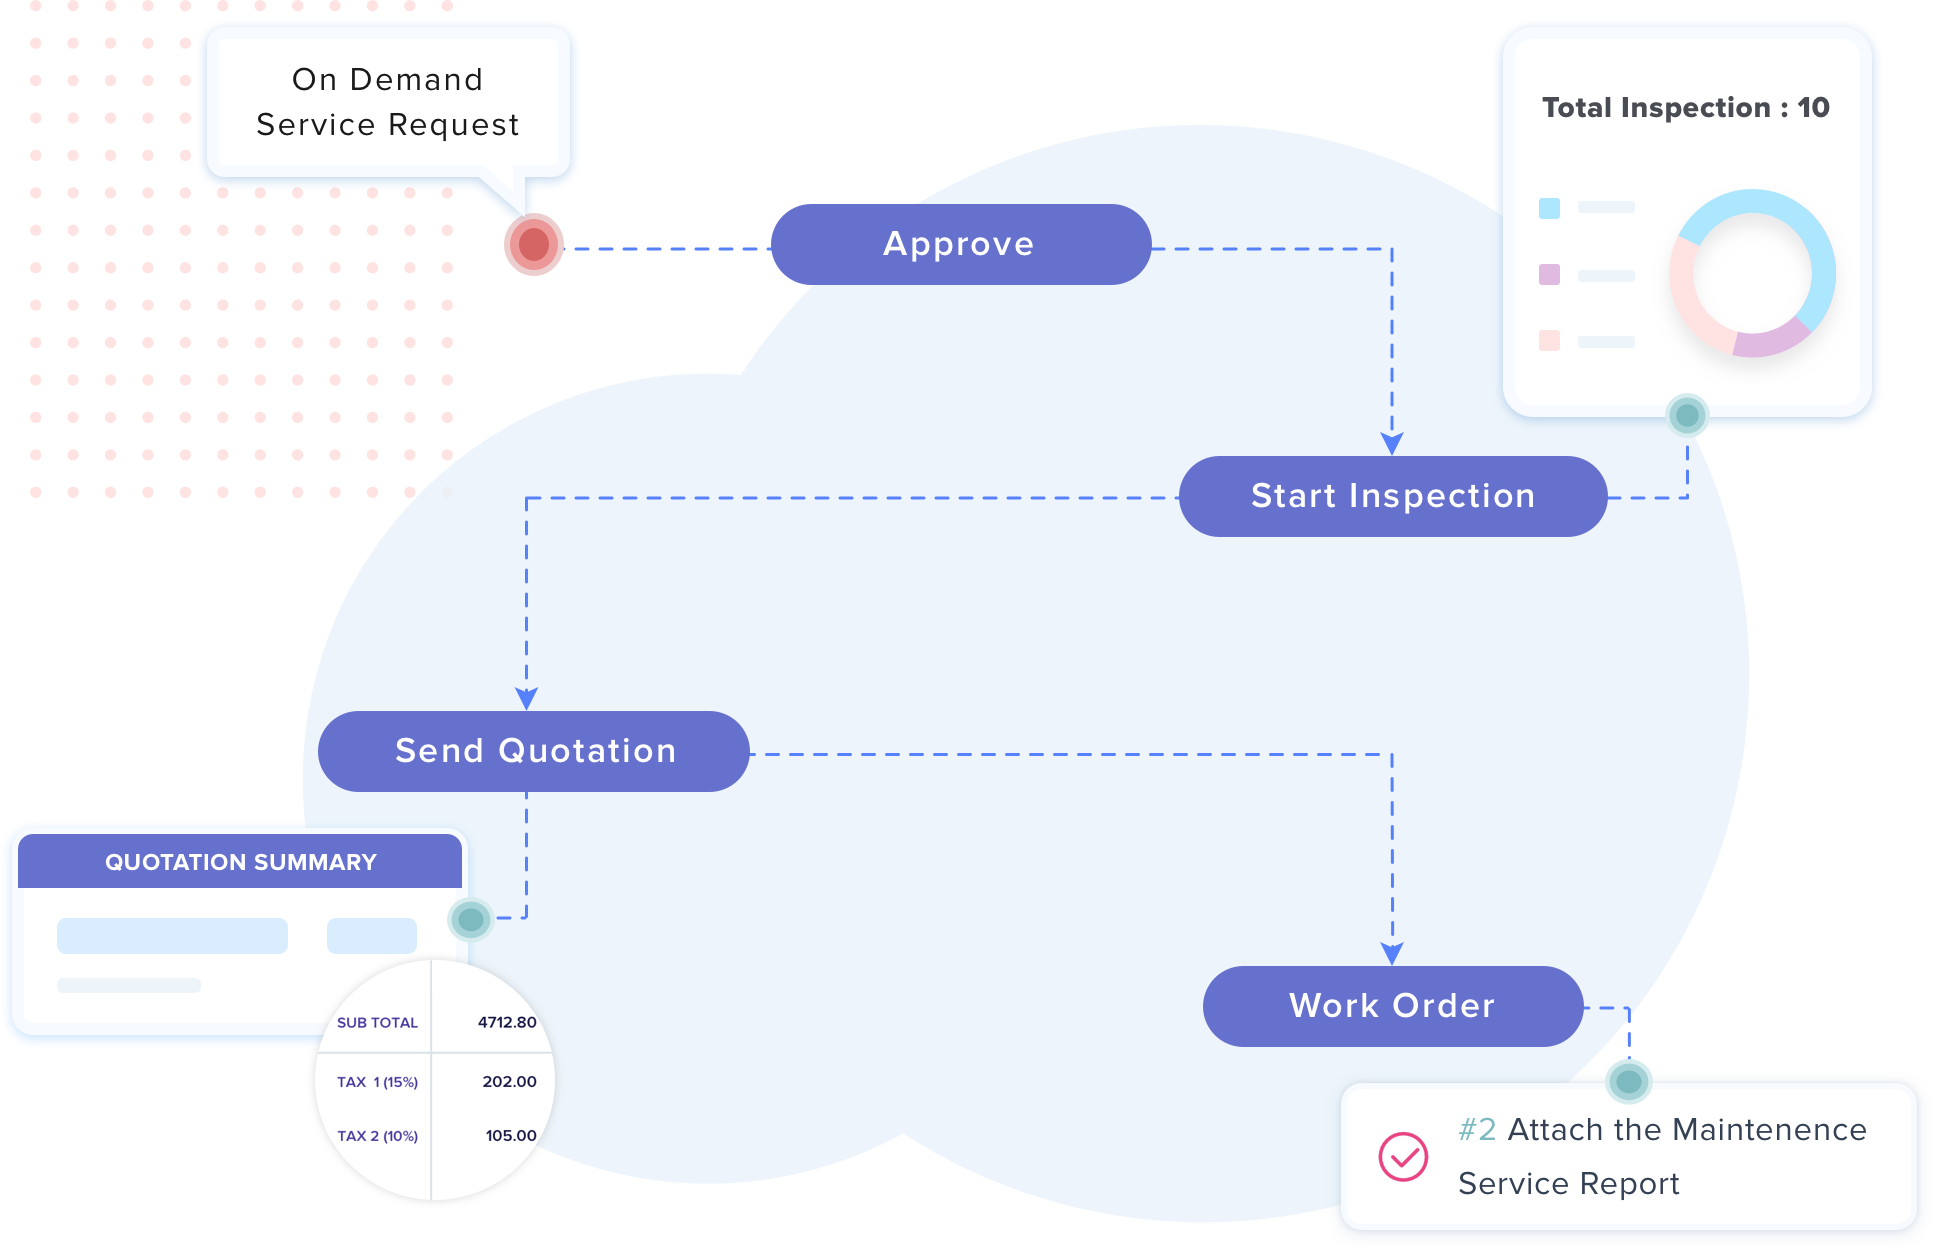 On Demand
Service Request
Total Inspection : 10
Approve
Start Inspection
Send Quotation
QUOTATION SUMMARY
SUB TOTAL 4712.80
TAX 1 (15%) 202.00
TAX 2 (10%) 105.00
Work Order
#2 Attach the Maintenence
Service Report